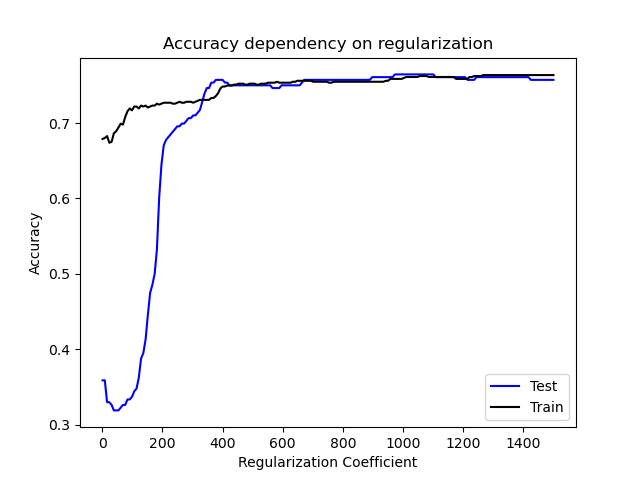 Accuracy dependency on regularization
0.7
0.6
0.5
0.4
0.3
Accuracy
0 200 400 600 800 1000 1200 1400
Regularization Coefficient
Test
Train